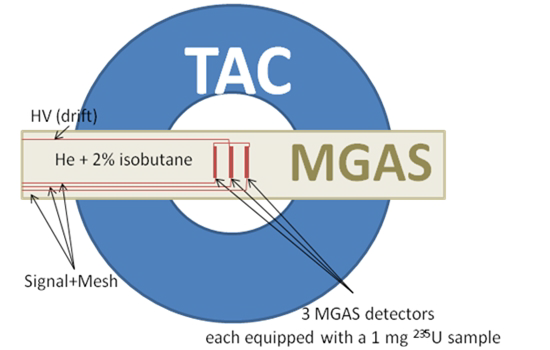 TAC
HV (drift)
He + 2% isobutane
MGAS
Signal+Mesh
3 MGAS detectors
each equipped with a 1 mg ²³⁵U sample